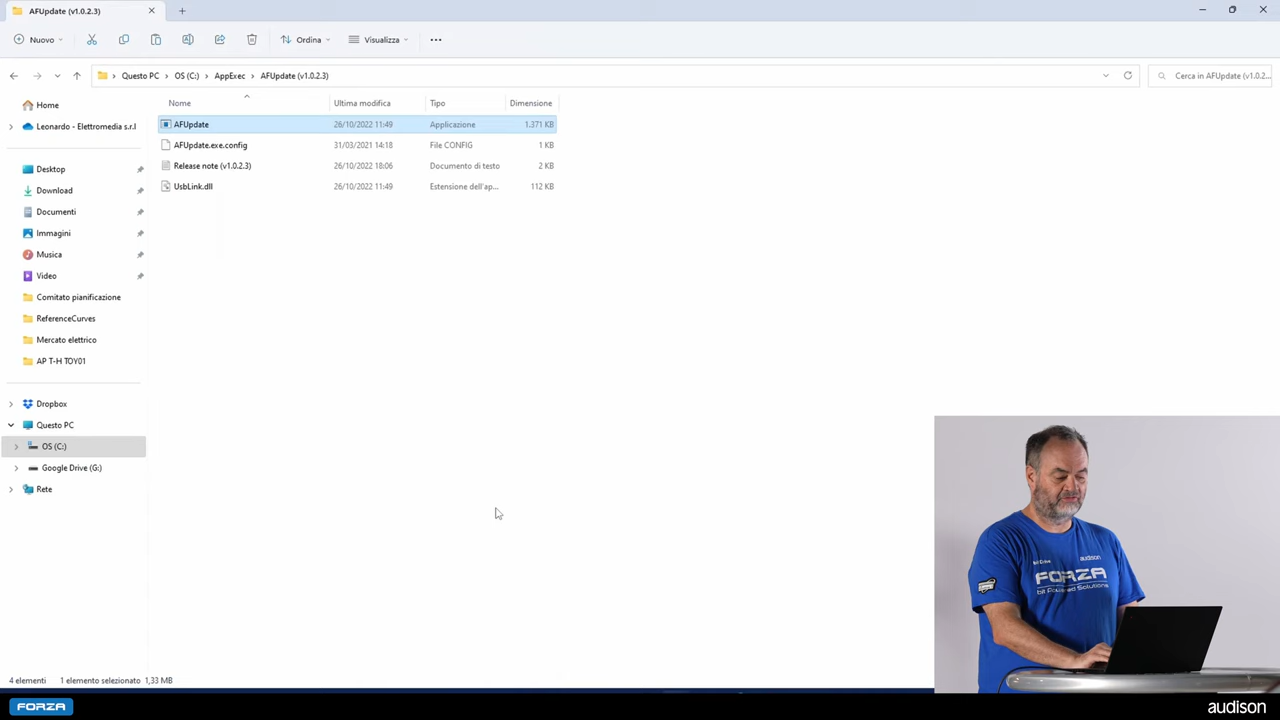 AFUpdate (v1.0.2.3)
Nuovo
Ordina
Visualizza
Questo PC
OS (C:)
AppExec
AFUpdate (v1.0.2.3)
Cerca in AFUpdate (v1.0.2...
Nome
Ultima modifica
Tipo
Dimensione
AFUpdate
26/10/2022 11:49
Applicazione
1.371 KB
AFUpdate.exe.config
31/03/2021 14:18
File CONFIG
1 KB
Release note (v1.0.2.3)
26/10/2022 18:06
Documento di testo
2 KB
UsbLink.dll
26/10/2022 11:49
Estensione dell'ap...
112 KB
Home
Leonardo - Elettromedia s.r.l
Desktop
Download
Documenti
Immagini
Musica
Video
Comitato pianificazione
ReferenceCurves
Mercato elettrico
AP T-H TOY01
Dropbox
Questo PC
OS (C:)
Google Drive (G:)
Rete
audison
FORZA
bit Powered Solutions
4 elementi
1 elemento selezionato 1,33 MB
FORZA
audison